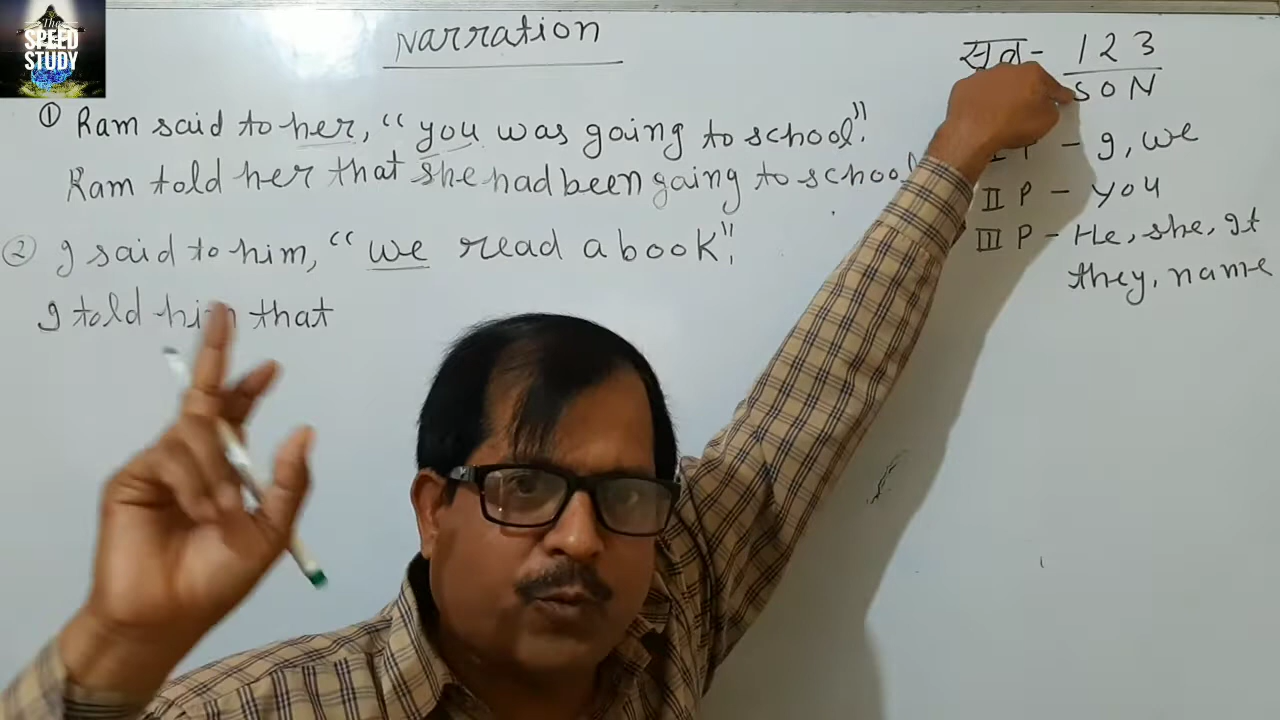 The
SPEED
STUDY
Narration
① Ram said to her, “you was going to school”.
Ram told her that she had been going to school
② I said to him, “we read a book”.
I told him that
सूत्र - 1 2 3
S O N
I P - I, we
II P - you
III P - He, she, It
they, name